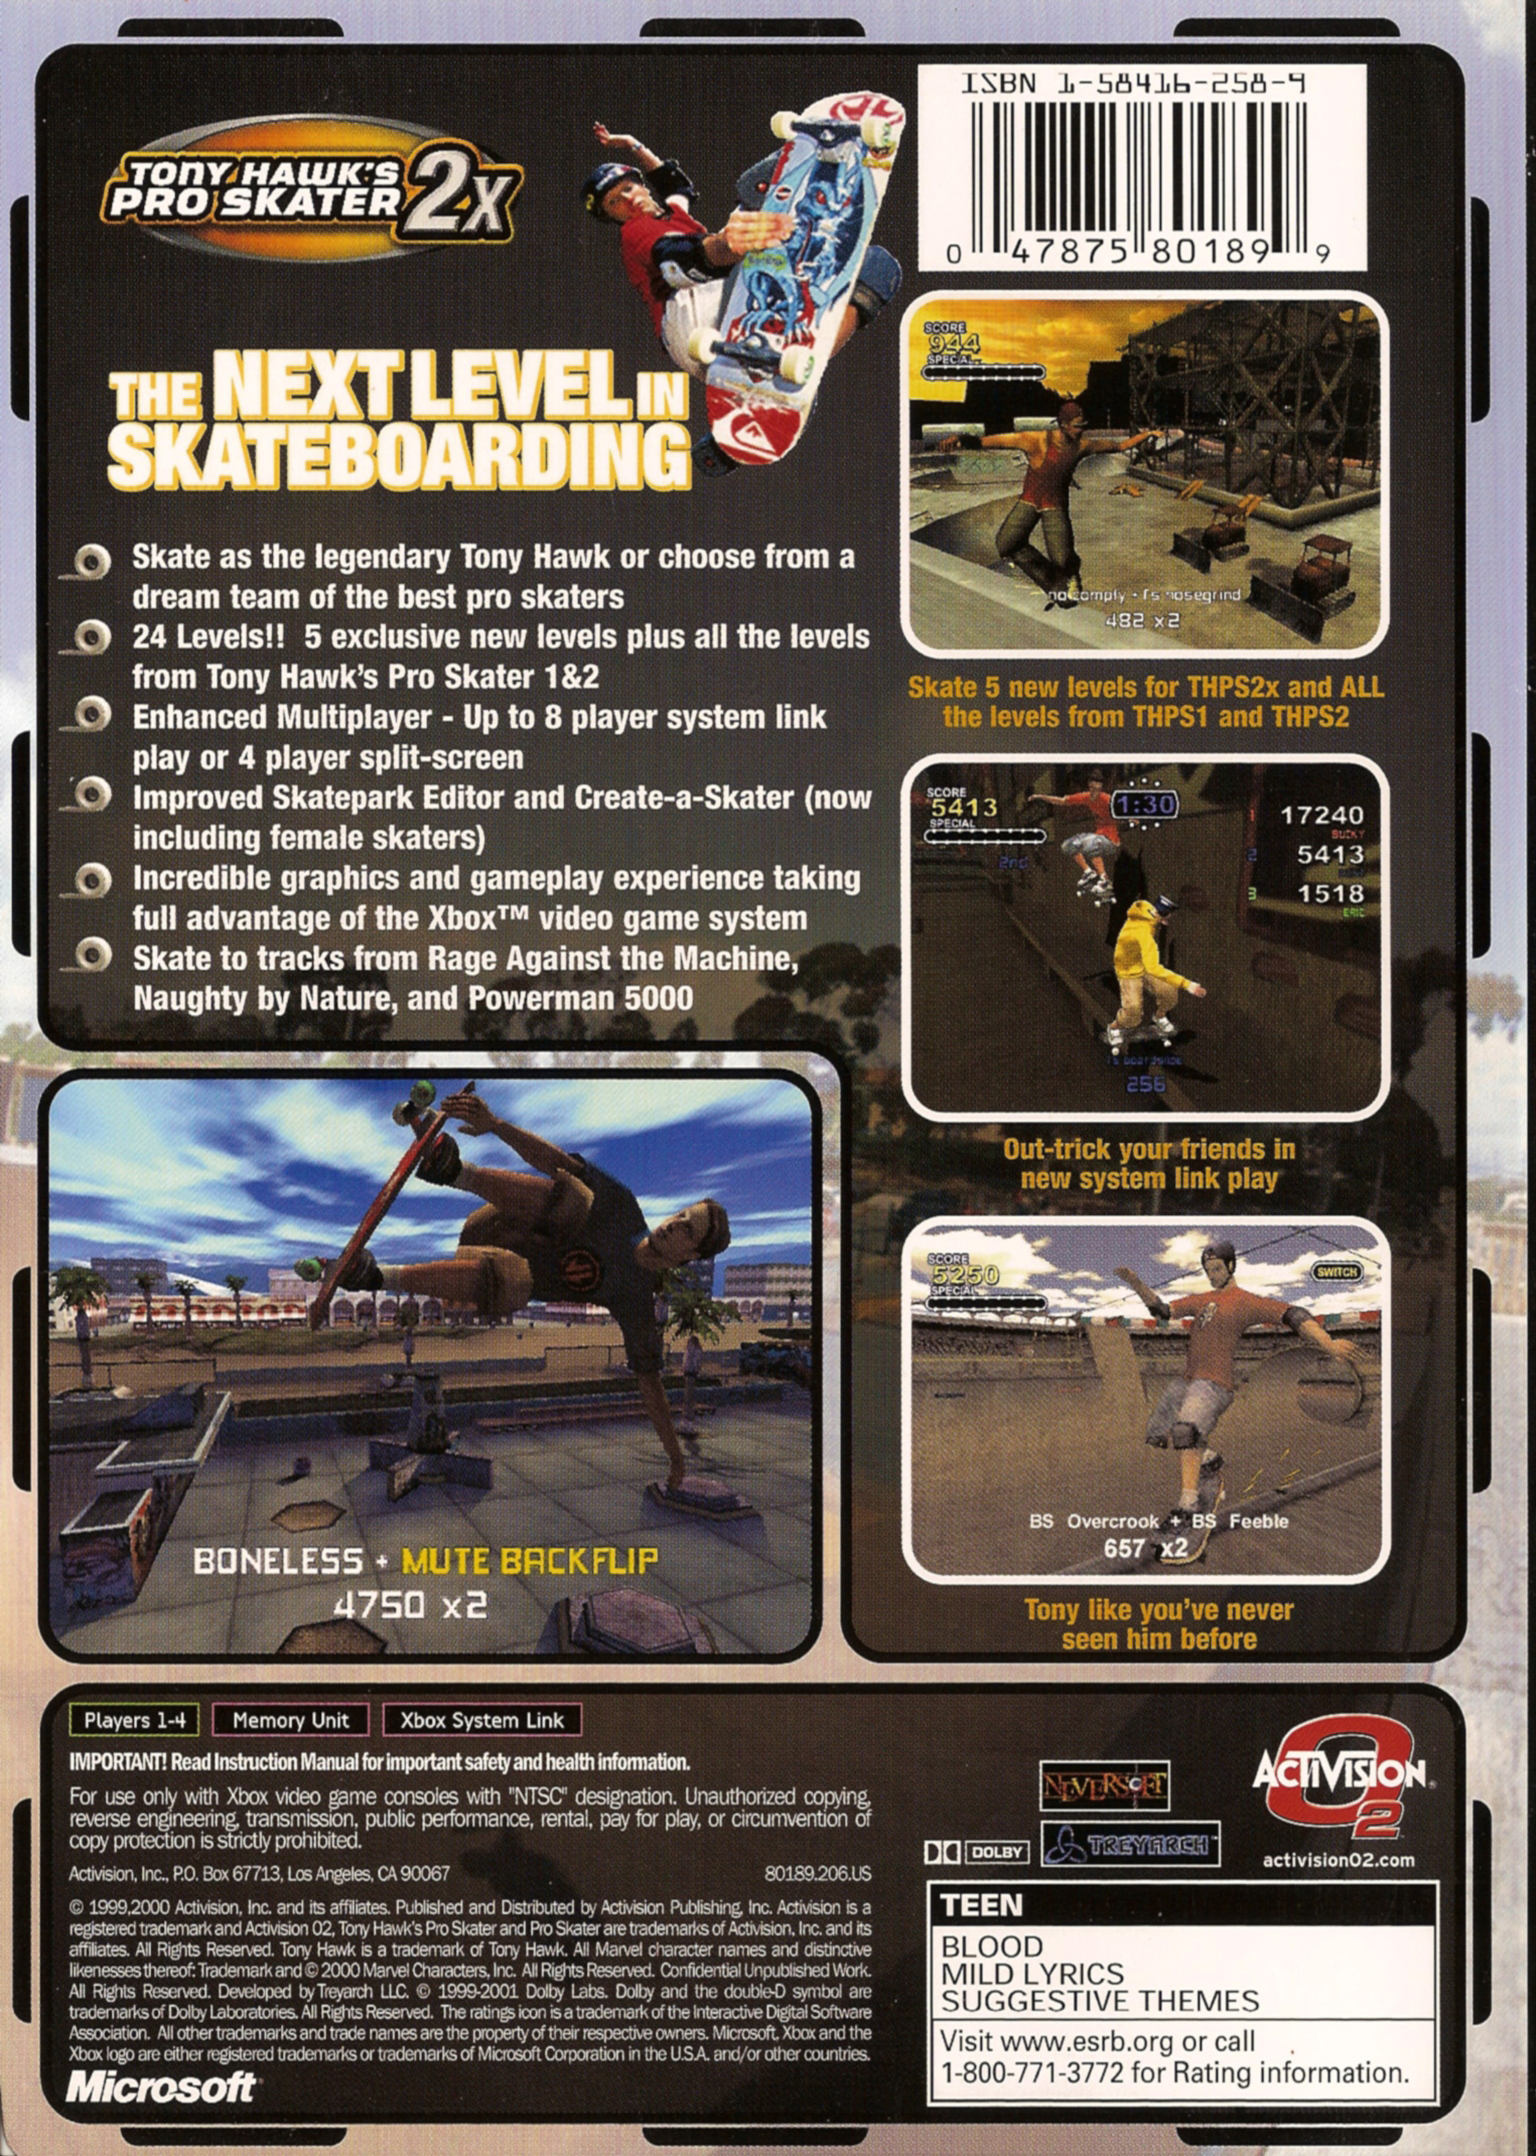 ISBN 1-58416-258-9
0 47875 80189 9
TONY HAWK'S
PRO SKATER 2x
THE NEXT LEVEL IN
SKATEBOARDING
Skate as the legendary Tony Hawk or choose from a
dream team of the best pro skaters
24 Levels!! 5 exclusive new levels plus all the levels
from Tony Hawk's Pro Skater 1&2
Enhanced Multiplayer - Up to 8 player system link
play or 4 player split-screen
Improved Skatepark Editor and Create-a-Skater (now
including female skaters)
Incredible graphics and gameplay experience taking
full advantage of the Xbox™ video game system
Skate to tracks from Rage Against the Machine,
Naughty by Nature, and Powerman 5000
SCORE
944
SPECIAL
no comply + fs nosegrind
482 x2
Skate 5 new levels for THPS2x and ALL
the levels from THPS1 and THPS2
SCORE
5413
SPECIAL
2nd
1:30
1 17240
BUCKY
2 5413
3 1518
ERIC
fs boardslide
256
Out-trick your friends in
new system link play
SCORE
5250
SPECIAL
SWITCH
BS Overcrook + BS Feeble
657 x2
Tony like you've never
seen him before
BONELESS + MUTE BACKFLIP
4750 x2
Players 1-4 Memory Unit Xbox System Link
IMPORTANT! Read Instruction Manual for important safety and health information.
For use only with Xbox video game consoles with "NTSC" designation. Unauthorized copying,
reverse engineering, transmission, public performance, rental, pay for play, or circumvention of
copy protection is strictly prohibited.
Activision, Inc., P.O. Box 67713, Los Angeles, CA 90067 80189.206.US
© 1999,2000 Activision, Inc. and its affiliates. Published and Distributed by Activision Publishing, Inc. Activision is a
registered trademark and Activision O2, Tony Hawk's Pro Skater and Pro Skater are trademarks of Activision, Inc. and its
affiliates. All Rights Reserved. Tony Hawk is a trademark of Tony Hawk. All Marvel character names and distinctive
likenesses thereof: Trademark and © 2000 Marvel Characters, Inc. All Rights Reserved. Confidential Unpublished Work.
All Rights Reserved. Developed by Treyarch LLC. © 1999-2001 Dolby Labs. Dolby and the double-D symbol are
trademarks of Dolby Laboratories. All Rights Reserved. The ratings icon is a trademark of the Interactive Digital Software
Association. All other trademarks and trade names are the property of their respective owners. Microsoft, Xbox and the
Xbox logo are either registered trademarks or trademarks of Microsoft Corporation in the U.S.A. and/or other countries.
Microsoft
NEVERSOFT
DOLBY
TREYARCH™
ACTIVISION®
O2
activisionO2.com
TEEN
BLOOD
MILD LYRICS
SUGGESTIVE THEMES
Visit www.esrb.org or call
1-800-771-3772 for Rating information.